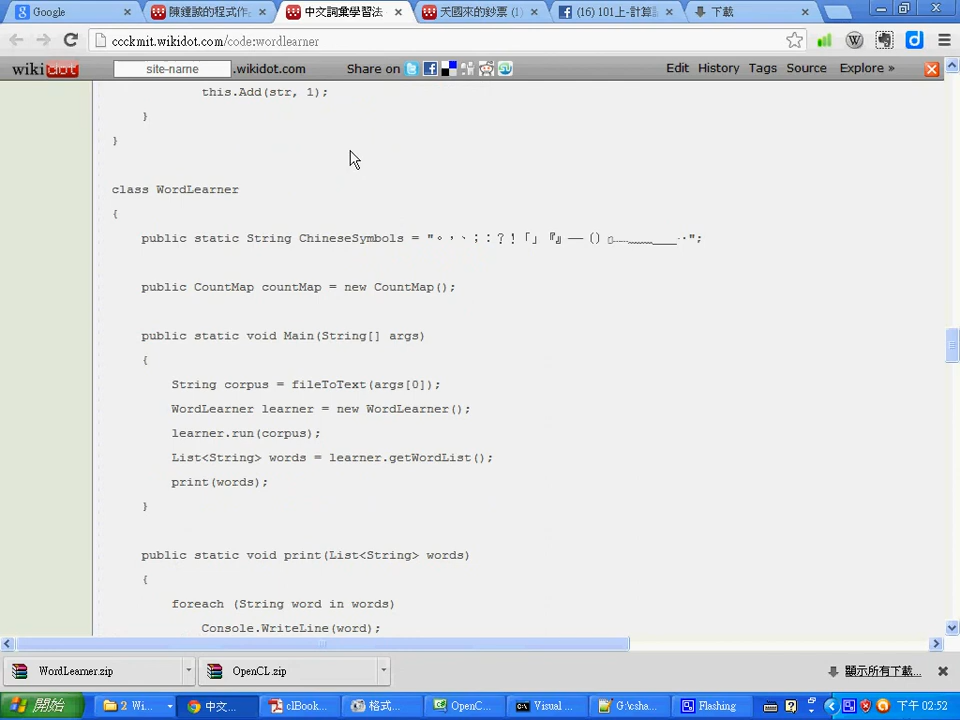 Google
陳鍾誠的程式作
中文詞彙學習法
天國來的鈔票 (1)
(16) 101上-計算
下載
ccckmit.wikidot.com/code:wordlearner
wikidot
site-name
.wikidot.com
Share on
Edit
History
Tags
Source
Explore »
this.Add(str, 1);
}
}
class WordLearner
{
public static String ChineseSymbols = "。，、；：？！「」『』——（）
public CountMap countMap = new CountMap();
public static void Main(String[] args)
{
String corpus = fileToText(args[0]);
WordLearner learner = new WordLearner();
learner.run(corpus);
List<String> words = learner.getWordList();
print(words);
}
public static void print(List<String> words)
{
foreach (String word in words)
Console.WriteLine(word);
WordLearner.zip
OpenCL.zip
顯示所有下載...
開始
2 Wi...
中文...
clBook...
格式...
OpenC...
Visual ...
G:\csha...
Flashing
下午 02:52